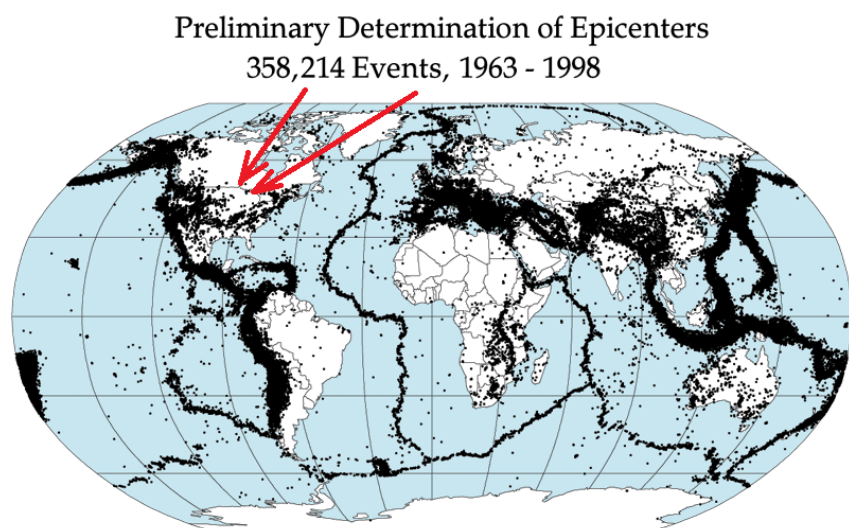 Preliminary Determination of Epicenters
358,214 Events, 1963 - 1998